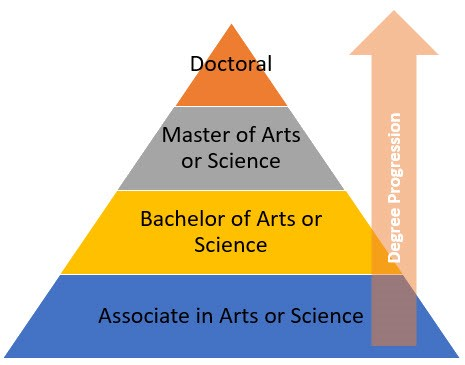 Doctoral
Master of Arts
or Science
Bachelor of Arts or
Science
Associate in Arts or Science
Degree Progression